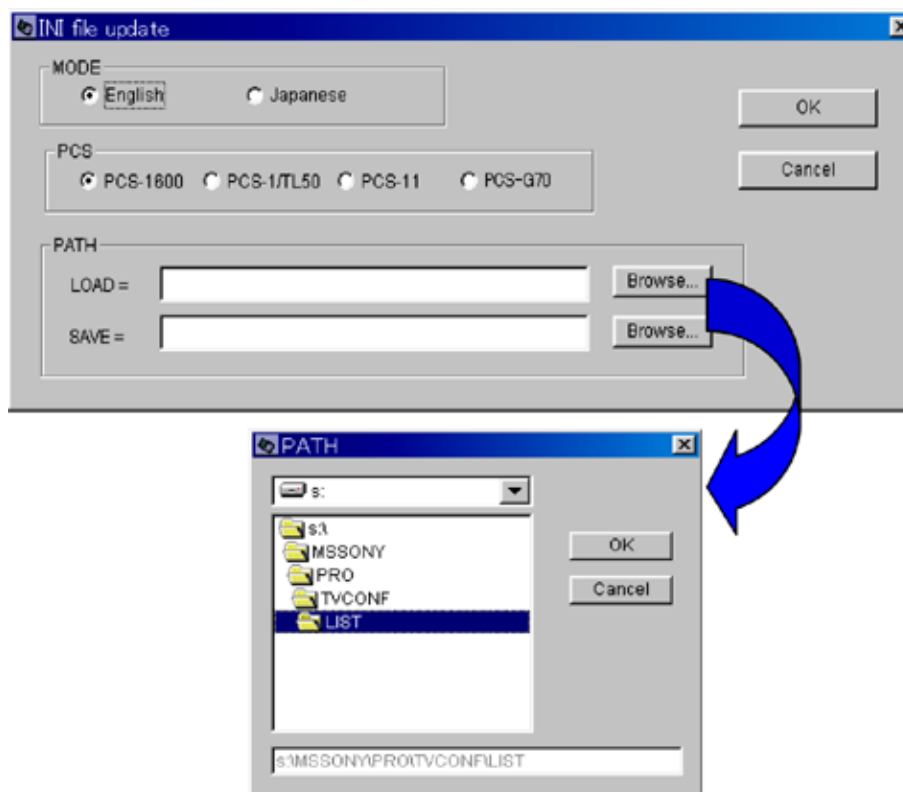 INI file update
MODE
English Japanese
OK
PCS
PCS-1600 PCS-1/TL50 PCS-11 PCS-G70
Cancel
PATH
LOAD = Browse...
SAVE = Browse...
PATH
s:
s:\
MSSONY
PRO
TVCONF
LIST
OK
Cancel
s:\MSSONY\PRO\TVCONF\LIST